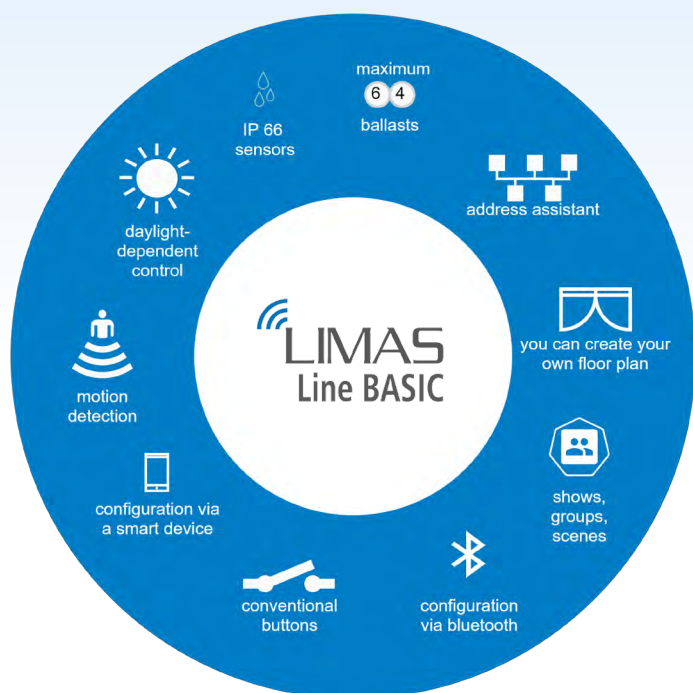 maximum
6 4
ballasts
IP 66
sensors
address assistant
daylight-
dependent
control
you can create your
own floor plan
LIMAS
Line BASIC
motion
detection
shows,
groups,
scenes
configuration via
a smart device
conventional
buttons
configuration
via bluetooth